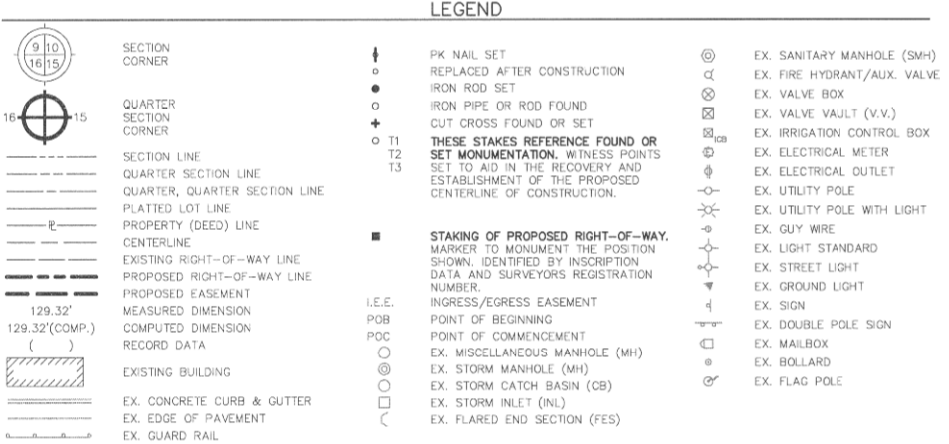 LEGEND
9 10
16 15
SECTION
CORNER
16
15
QUARTER
SECTION
CORNER
SECTION LINE
QUARTER SECTION LINE
QUARTER, QUARTER SECTION LINE
PLATTED LOT LINE
PROPERTY (DEED) LINE
CENTERLINE
EXISTING RIGHT-OF-WAY LINE
PROPOSED RIGHT-OF-WAY LINE
PROPOSED EASEMENT
129.32' MEASURED DIMENSION
129.32'(COMP.) COMPUTED DIMENSION
( ) RECORD DATA
EXISTING BUILDING
EX. CONCRETE CURB & GUTTER
EX. EDGE OF PAVEMENT
EX. GUARD RAIL
PK NAIL SET
REPLACED AFTER CONSTRUCTION
IRON ROD SET
IRON PIPE OR ROD FOUND
CUT CROSS FOUND OR SET
T1 THESE STAKES REFERENCE FOUND OR
T2 SET MONUMENTATION. WITNESS POINTS
T3 SET TO AID IN THE RECOVERY AND
ESTABLISHMENT OF THE PROPOSED
CENTERLINE OF CONSTRUCTION.
STAKING OF PROPOSED RIGHT-OF-WAY.
MARKER TO MONUMENT THE POSITION
SHOWN. IDENTIFIED BY INSCRIPTION
DATA AND SURVEYORS REGISTRATION
NUMBER.
I.E.E. INGRESS/EGRESS EASEMENT
POB POINT OF BEGINNING
POC POINT OF COMMENCEMENT
EX. MISCELLANEOUS MANHOLE (MH)
EX. STORM MANHOLE (MH)
EX. STORM CATCH BASIN (CB)
EX. STORM INLET (INL)
EX. FLARED END SECTION (FES)
EX. SANITARY MANHOLE (SMH)
EX. FIRE HYDRANT/AUX. VALVE
EX. VALVE BOX
EX. VALVE VAULT (V.V.)
ICB EX. IRRIGATION CONTROL BOX
EX. ELECTRICAL METER
EX. ELECTRICAL OUTLET
EX. UTILITY POLE
EX. UTILITY POLE WITH LIGHT
EX. GUY WIRE
EX. LIGHT STANDARD
EX. STREET LIGHT
EX. GROUND LIGHT
EX. SIGN
EX. DOUBLE POLE SIGN
EX. MAILBOX
EX. BOLLARD
EX. FLAG POLE